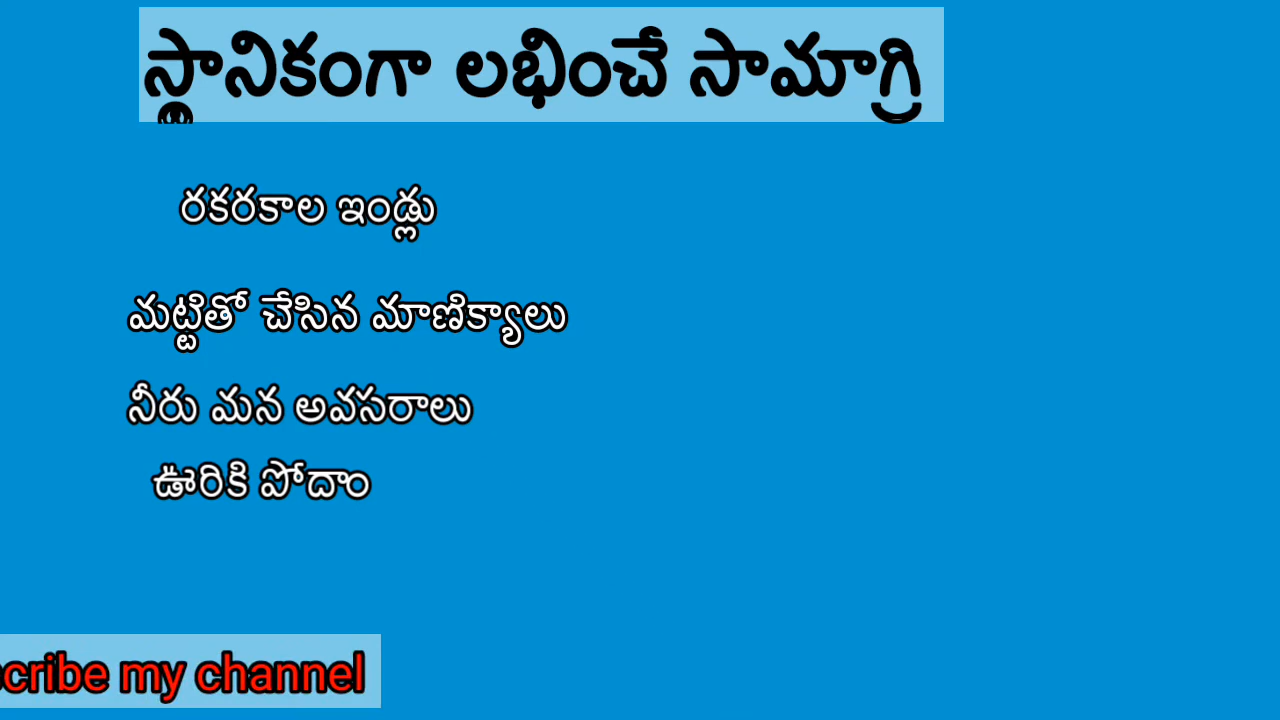 స్థానికంగా లభించే సామాగ్రి
రకరకాల ఇండ్లు
మట్టితో చేసిన మాణిక్యాలు
నీరు మన అవసరాలు
ఊరికి పోదాం
cribe my channel